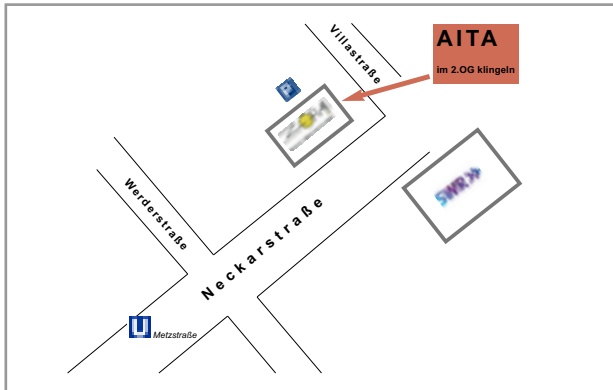 Villastraße
AITA
im 2.OG klingeln
P
SWR
Werderstraße
Neckarstraße
U
Metzstraße